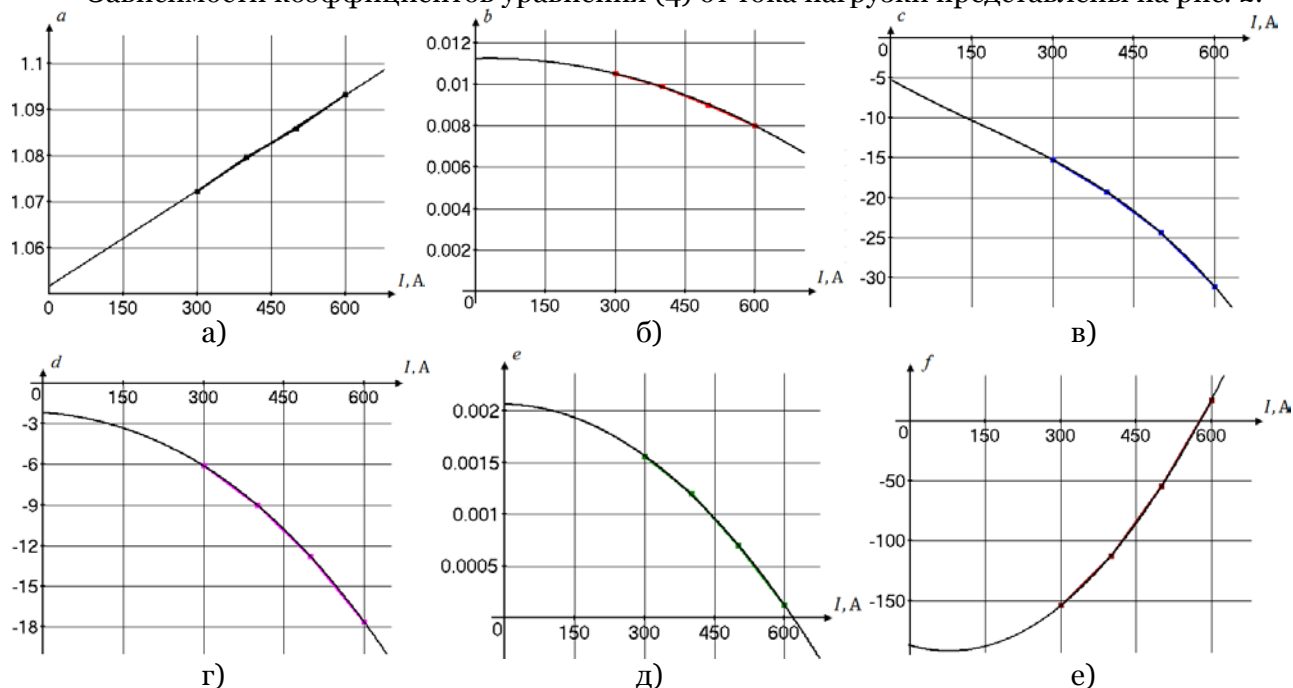 Зависимости коэффициентов уравнения (4) от тока нагрузки представлены на рис. 2.
a
1.1
1.09
1.08
1.07
1.06
0 150 300 450 600
I, A
а)
b
0.012
0.01
0.008
0.006
0.004
0.002
0 150 300 450 600
I, A
б)
c
I, A
0 150 300 450 600
-5
-10
-15
-20
-25
-30
в)
d
I, A
0 150 300 450 600
-3
-6
-9
-12
-15
-18
г)
e
0.002
0.0015
0.001
0.0005
0 150 300 450 600
I, A
д)
f
I, A
0 150 300 450 600
-50
-100
-150
е)